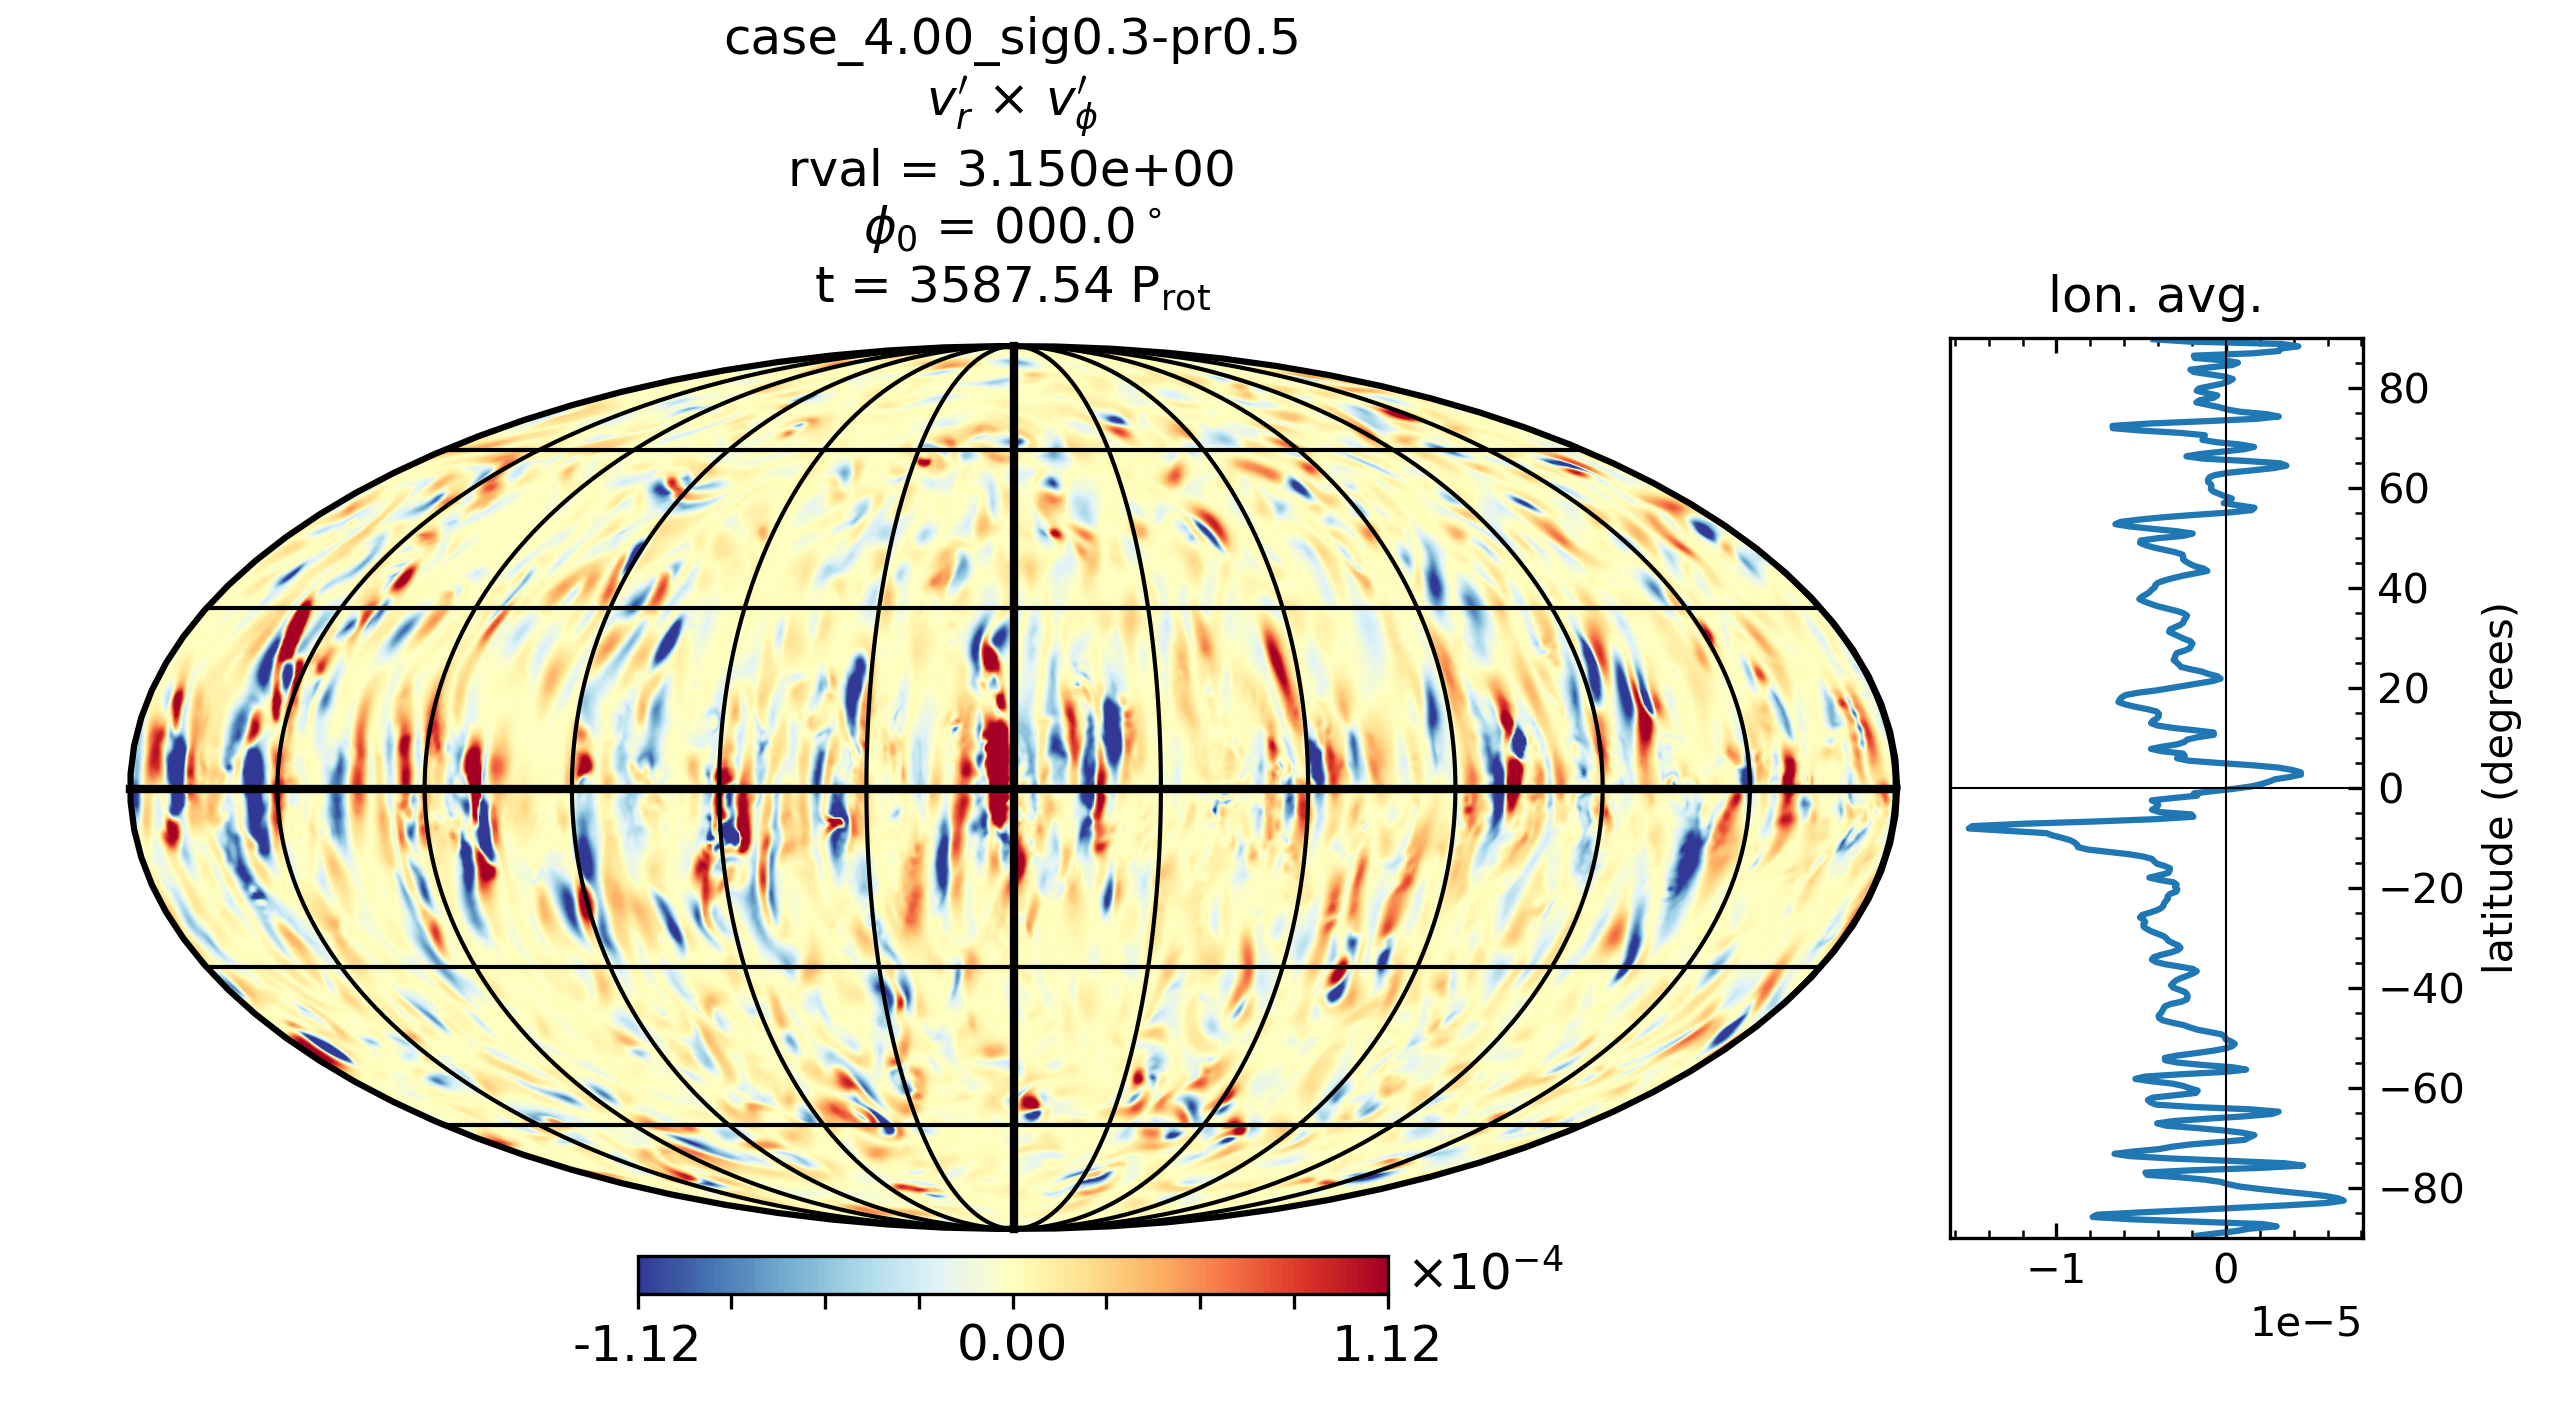 case_4.00_sig0.3-pr0.5
v′r × v′ϕ
rval = 3.150e+00
ϕ0 = 000.0°
t = 3587.54 Prot
lon. avg.
80
60
40
20
0
−20
−40
−60
−80
latitude (degrees)
−1 0
1e−5
×10−4
-1.12 0.00 1.12